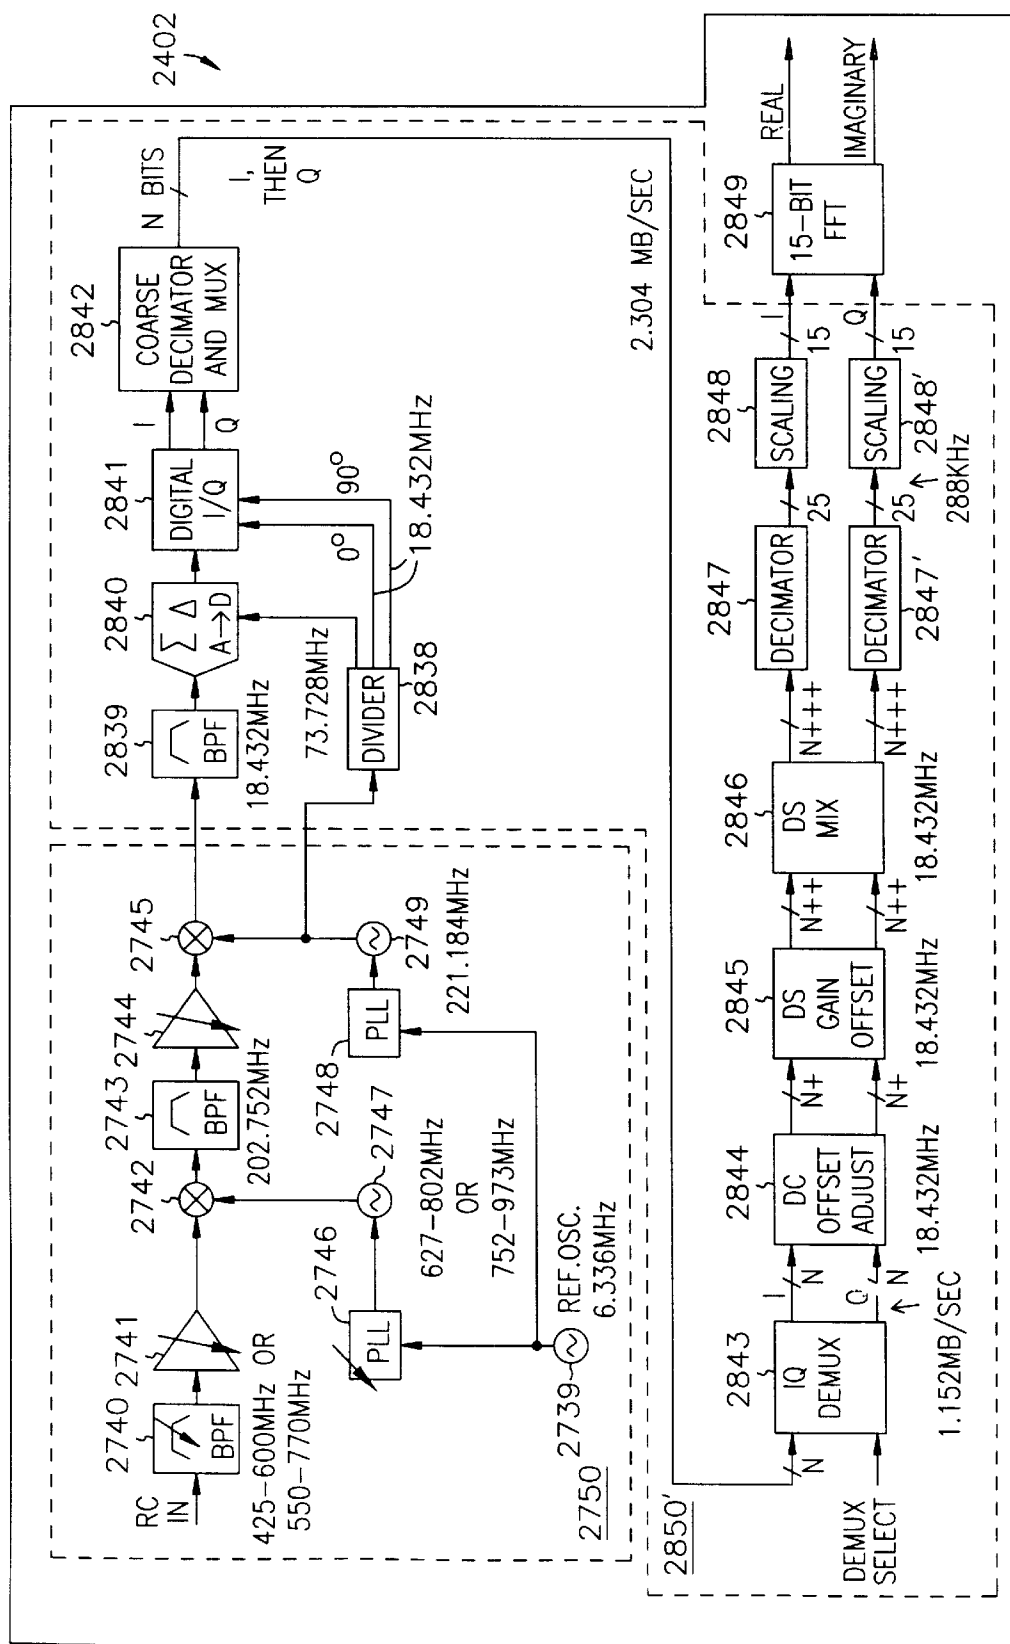 2402
2740
2741
2742
2743
2744
2745
2839
2840
2841
2842
RC
IN
BPF
425-600MHz OR
550-770MHz
BPF
202.752MHz
BPF
18.432MHz
Σ Δ
A→D
DIGITAL
I/Q
I
Q
COARSE
DECIMATOR
AND MUX
N BITS
I,
THEN
Q
0°
90°
18.432MHz
73.728MHz
DIVIDER
2838
2746
PLL
2747
627-802MHz
OR
752-973MHz
2748
PLL
2749
221.184MHz
2739
REF.OSC.
6.336MHz
2750
2.304 MB/SEC
2850'
N
DEMUX
SELECT
2843
IQ
DEMUX
I
N
Q
N
1.152MB/SEC
2844
DC
OFFSET
ADJUST
18.432MHz
N+
N+
2845
DS
GAIN
OFFSET
18.432MHz
N++
N++
2846
DS
MIX
18.432MHz
N+++
N+++
2847
DECIMATOR
DECIMATOR
2847'
25
25
288KHz
2848
SCALING
SCALING
2848'
I
15
Q
15
2849
15-BIT
FFT
REAL
IMAGINARY